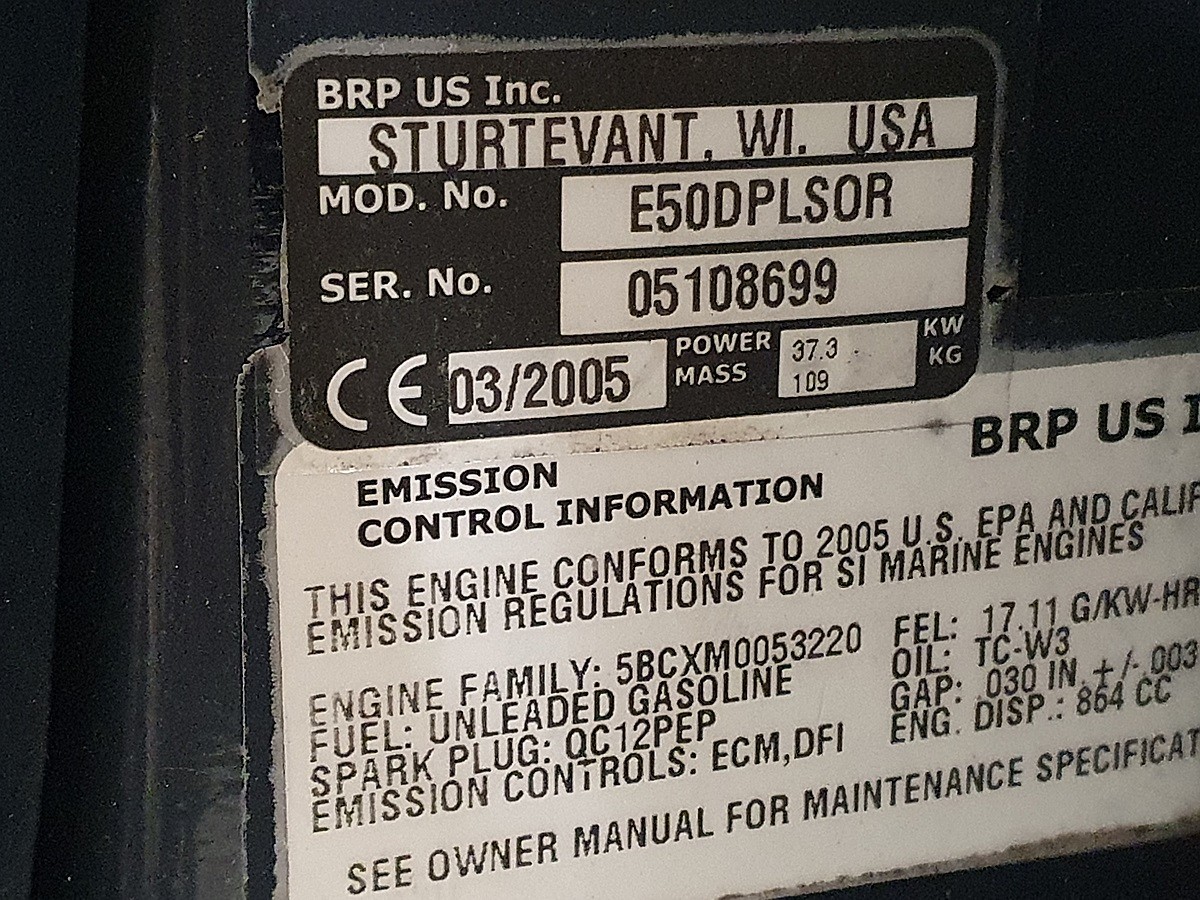 BRP US Inc.
STURTEVANT, WI. USA
MOD. No. E50DPLSOR
SER. No. 05108699
CE 03/2005 POWER 37.3 KW
MASS 109 KG
BRP US I
EMISSION
CONTROL INFORMATION
THIS ENGINE CONFORMS TO 2005 U.S. EPA AND CALIF
EMISSION REGULATIONS FOR SI MARINE ENGINES
ENGINE FAMILY: 5BCXM0053220 FEL: 17.11 G/KW-HR
FUEL: UNLEADED GASOLINE OIL: TC-W3
SPARK PLUG: QC12PEP GAP: .030 IN. +/-.003
EMISSION CONTROLS: ECM,DFI ENG. DISP.: 864 CC
SEE OWNER MANUAL FOR MAINTENANCE SPECIFICAT